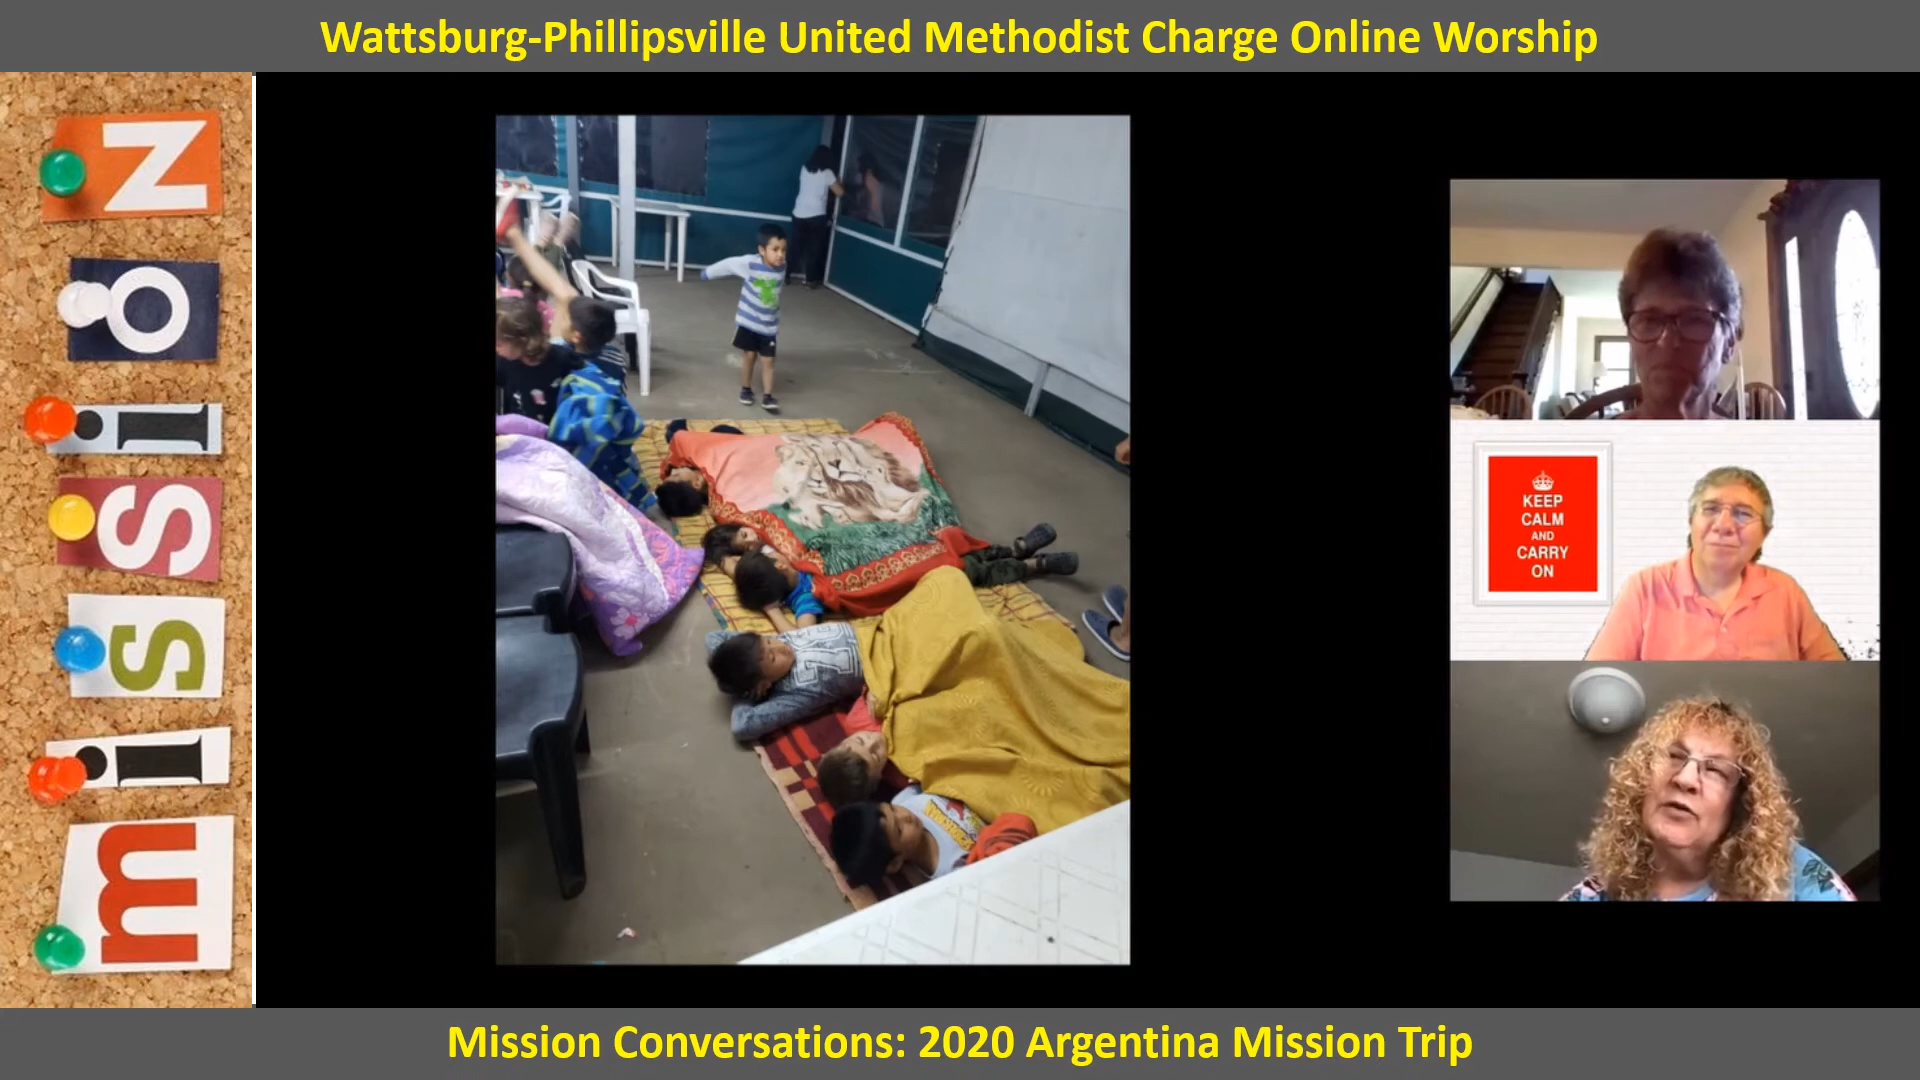 Wattsburg-Phillipsville United Methodist Charge Online Worship
missioN
KEEP
CALM
AND
CARRY
ON
Mission Conversations: 2020 Argentina Mission Trip